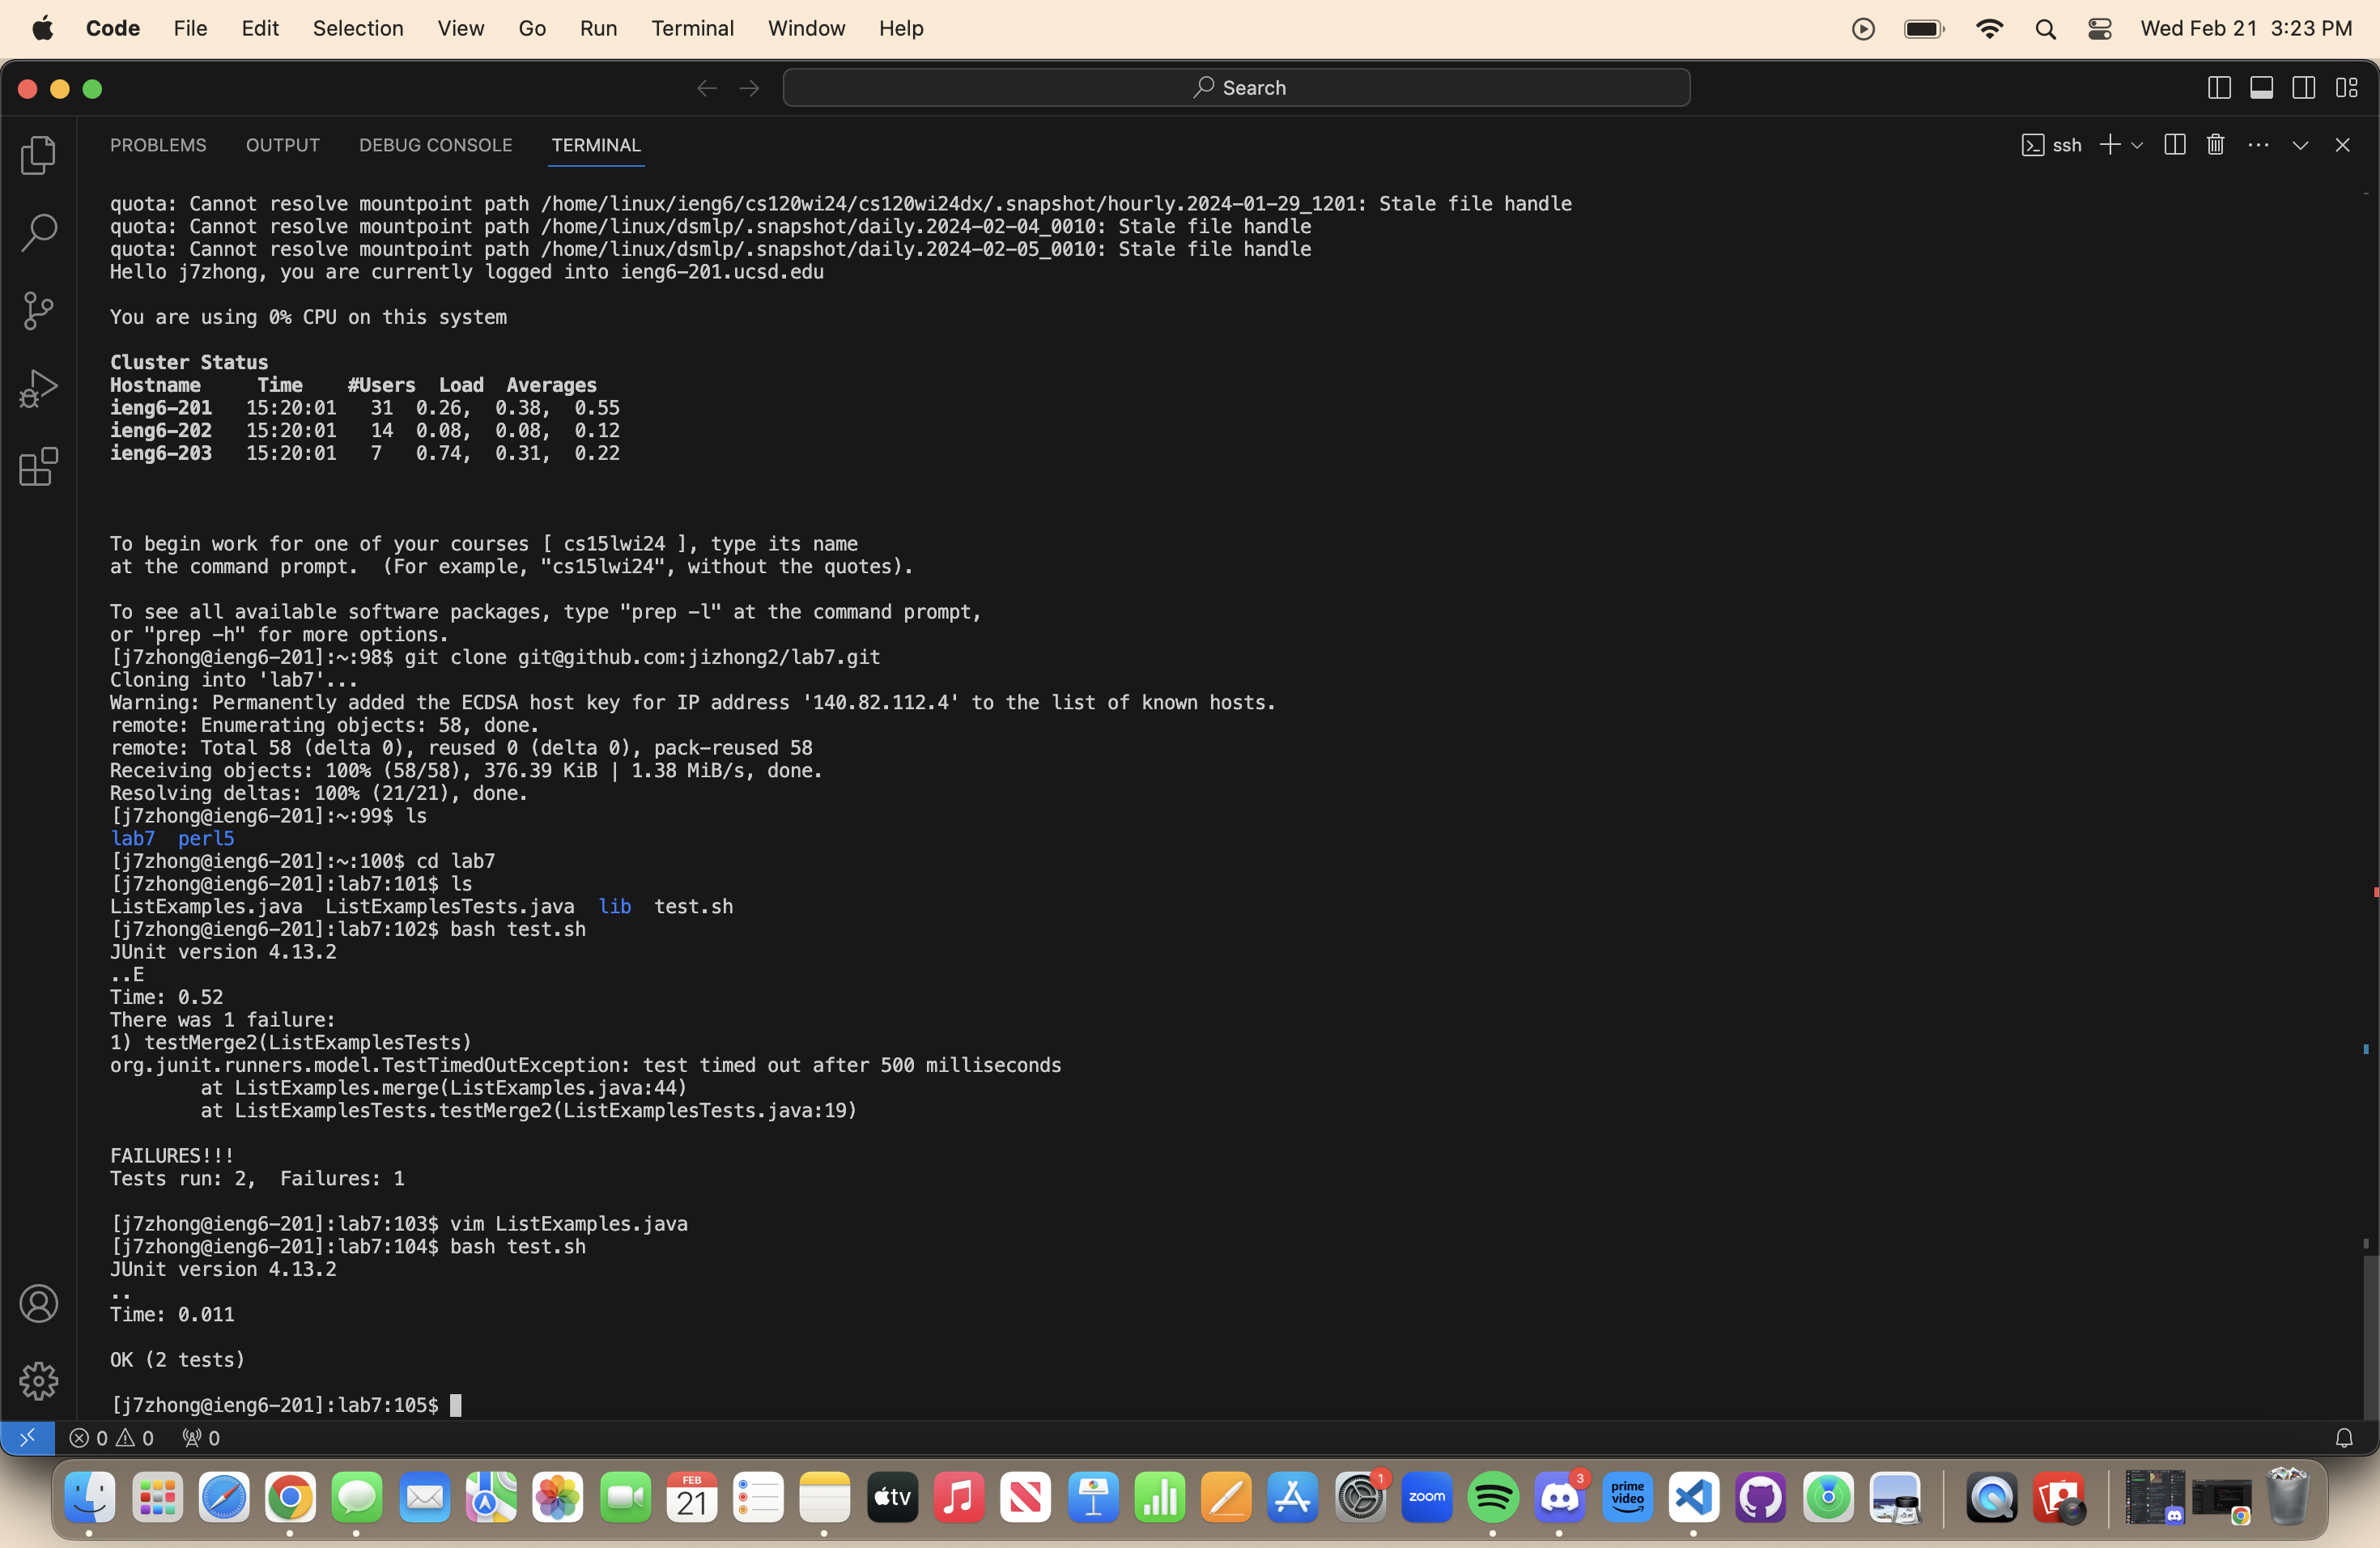 Code File Edit Selection View Go Run Terminal Window Help Wed Feb 21 3:23 PM
Search
PROBLEMS OUTPUT DEBUG CONSOLE TERMINAL ssh
quota: Cannot resolve mountpoint path /home/linux/ieng6/cs120wi24/cs120wi24dx/.snapshot/hourly.2024-01-29_1201: Stale file handle
quota: Cannot resolve mountpoint path /home/linux/dsmlp/.snapshot/daily.2024-02-04_0010: Stale file handle
quota: Cannot resolve mountpoint path /home/linux/dsmlp/.snapshot/daily.2024-02-05_0010: Stale file handle
Hello j7zhong, you are currently logged into ieng6-201.ucsd.edu
You are using 0% CPU on this system
Cluster Status
Hostname     Time    #Users  Load  Averages
ieng6-201   15:20:01   31  0.26,  0.38,  0.55
ieng6-202   15:20:01   14  0.08,  0.08,  0.12
ieng6-203   15:20:01   7   0.74,  0.31,  0.22
To begin work for one of your courses [ cs15lwi24 ], type its name
at the command prompt.  (For example, "cs15lwi24", without the quotes).
To see all available software packages, type "prep -l" at the command prompt,
or "prep -h" for more options.
[j7zhong@ieng6-201]:~:98$ git clone git@github.com:jizhong2/lab7.git
Cloning into 'lab7'...
Warning: Permanently added the ECDSA host key for IP address '140.82.112.4' to the list of known hosts.
remote: Enumerating objects: 58, done.
remote: Total 58 (delta 0), reused 0 (delta 0), pack-reused 58
Receiving objects: 100% (58/58), 376.39 KiB | 1.38 MiB/s, done.
Resolving deltas: 100% (21/21), done.
[j7zhong@ieng6-201]:~:99$ ls
lab7  perl5
[j7zhong@ieng6-201]:~:100$ cd lab7
[j7zhong@ieng6-201]:lab7:101$ ls
ListExamples.java  ListExamplesTests.java  lib  test.sh
[j7zhong@ieng6-201]:lab7:102$ bash test.sh
JUnit version 4.13.2
..E
Time: 0.52
There was 1 failure:
1) testMerge2(ListExamplesTests)
org.junit.runners.model.TestTimedOutException: test timed out after 500 milliseconds
        at ListExamples.merge(ListExamples.java:44)
        at ListExamplesTests.testMerge2(ListExamplesTests.java:19)
FAILURES!!!
Tests run: 2,  Failures: 1
[j7zhong@ieng6-201]:lab7:103$ vim ListExamples.java
[j7zhong@ieng6-201]:lab7:104$ bash test.sh
JUnit version 4.13.2
..
Time: 0.011
OK (2 tests)
[j7zhong@ieng6-201]:lab7:105$
0 0 0
FEB
21
tv
1
zoom
3
prime
video